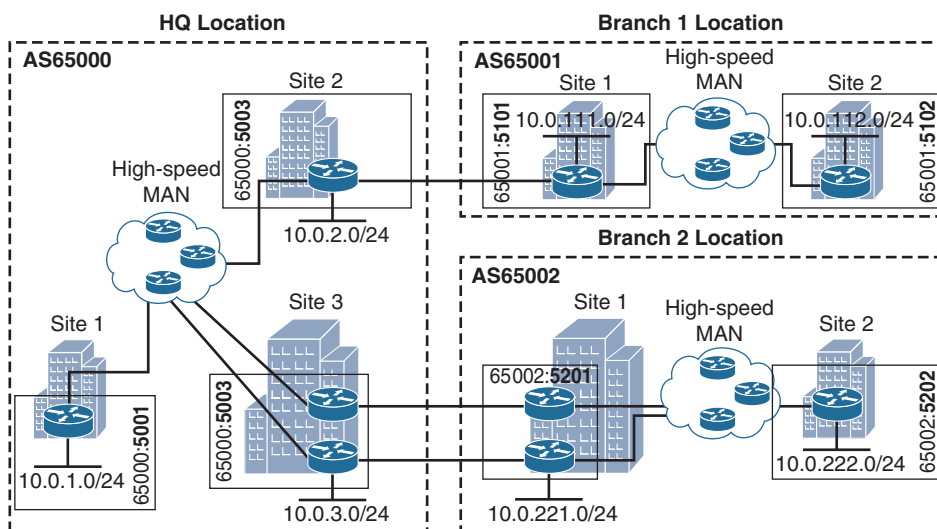 HQ Location
AS65000
Site 2
65000:5003
High-speed
MAN
10.0.2.0/24
Site 3
Site 1
65000:5003
65000:5001
10.0.1.0/24
10.0.3.0/24
Branch 1 Location
AS65001
High-speed
MAN
Site 1
Site 2
65001:5101
10.0.111.0/24
10.0.112.0/24
65001:5102
Branch 2 Location
AS65002
Site 1
High-speed
MAN
Site 2
65002:5201
65002:5202
10.0.222.0/24
10.0.221.0/24